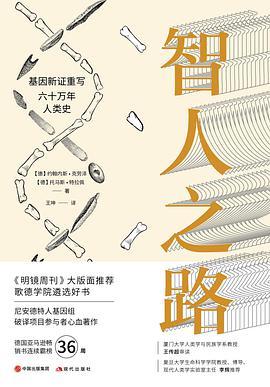 智人之路
基因新证重写
六十万年
人类史
【德】约翰内斯·克劳泽
【德】托马斯·特拉佩
著
王坤 — 译
《明镜周刊》大版面推荐
歌德学院遴选好书
尼安德特人基因组
破译项目参与者心血著作
德国亚马逊畅
销书连续霸榜 36 周
厦门大学人类学与民族学系教授
王传超审读
复旦大学生命科学学院教授、博导，
现代人类学实验室主任 李辉推荐
中国出版集团
现代出版社